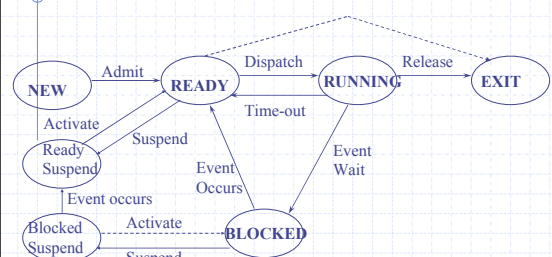 Admit
Dispatch
Release
NEW
READY
RUNNING
EXIT
Time-out
Activate
Suspend
Ready
Suspend
Event
Wait
Event
Occurs
Event occurs
Blocked
Suspend
Activate
BLOCKED
Suspend